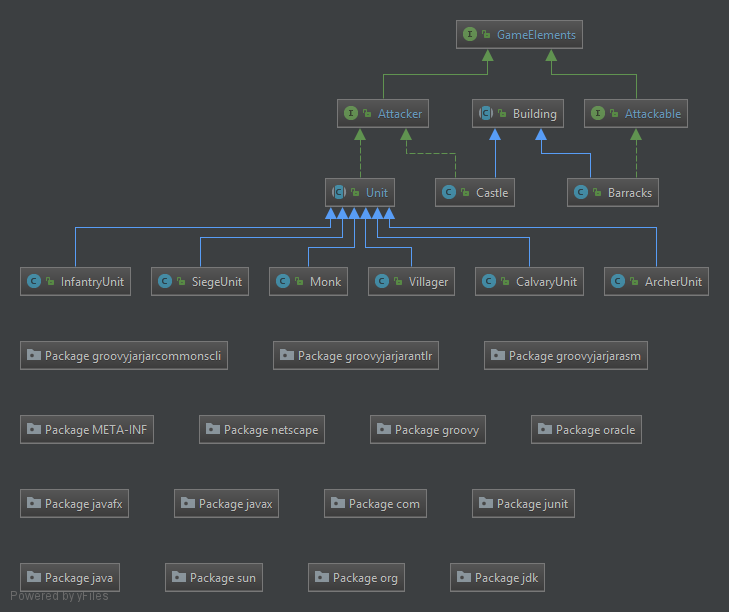 GameElements
Attacker
Building
Attackable
Unit
Castle
Barracks
InfantryUnit
SiegeUnit
Monk
Villager
CalvaryUnit
ArcherUnit
Package groovyjarjarcommonscli
Package groovyjarjarantlr
Package groovyjarjarasm
Package META-INF
Package netscape
Package groovy
Package oracle
Package javafx
Package javax
Package com
Package junit
Package java
Package sun
Package org
Package jdk
Powered by yFiles